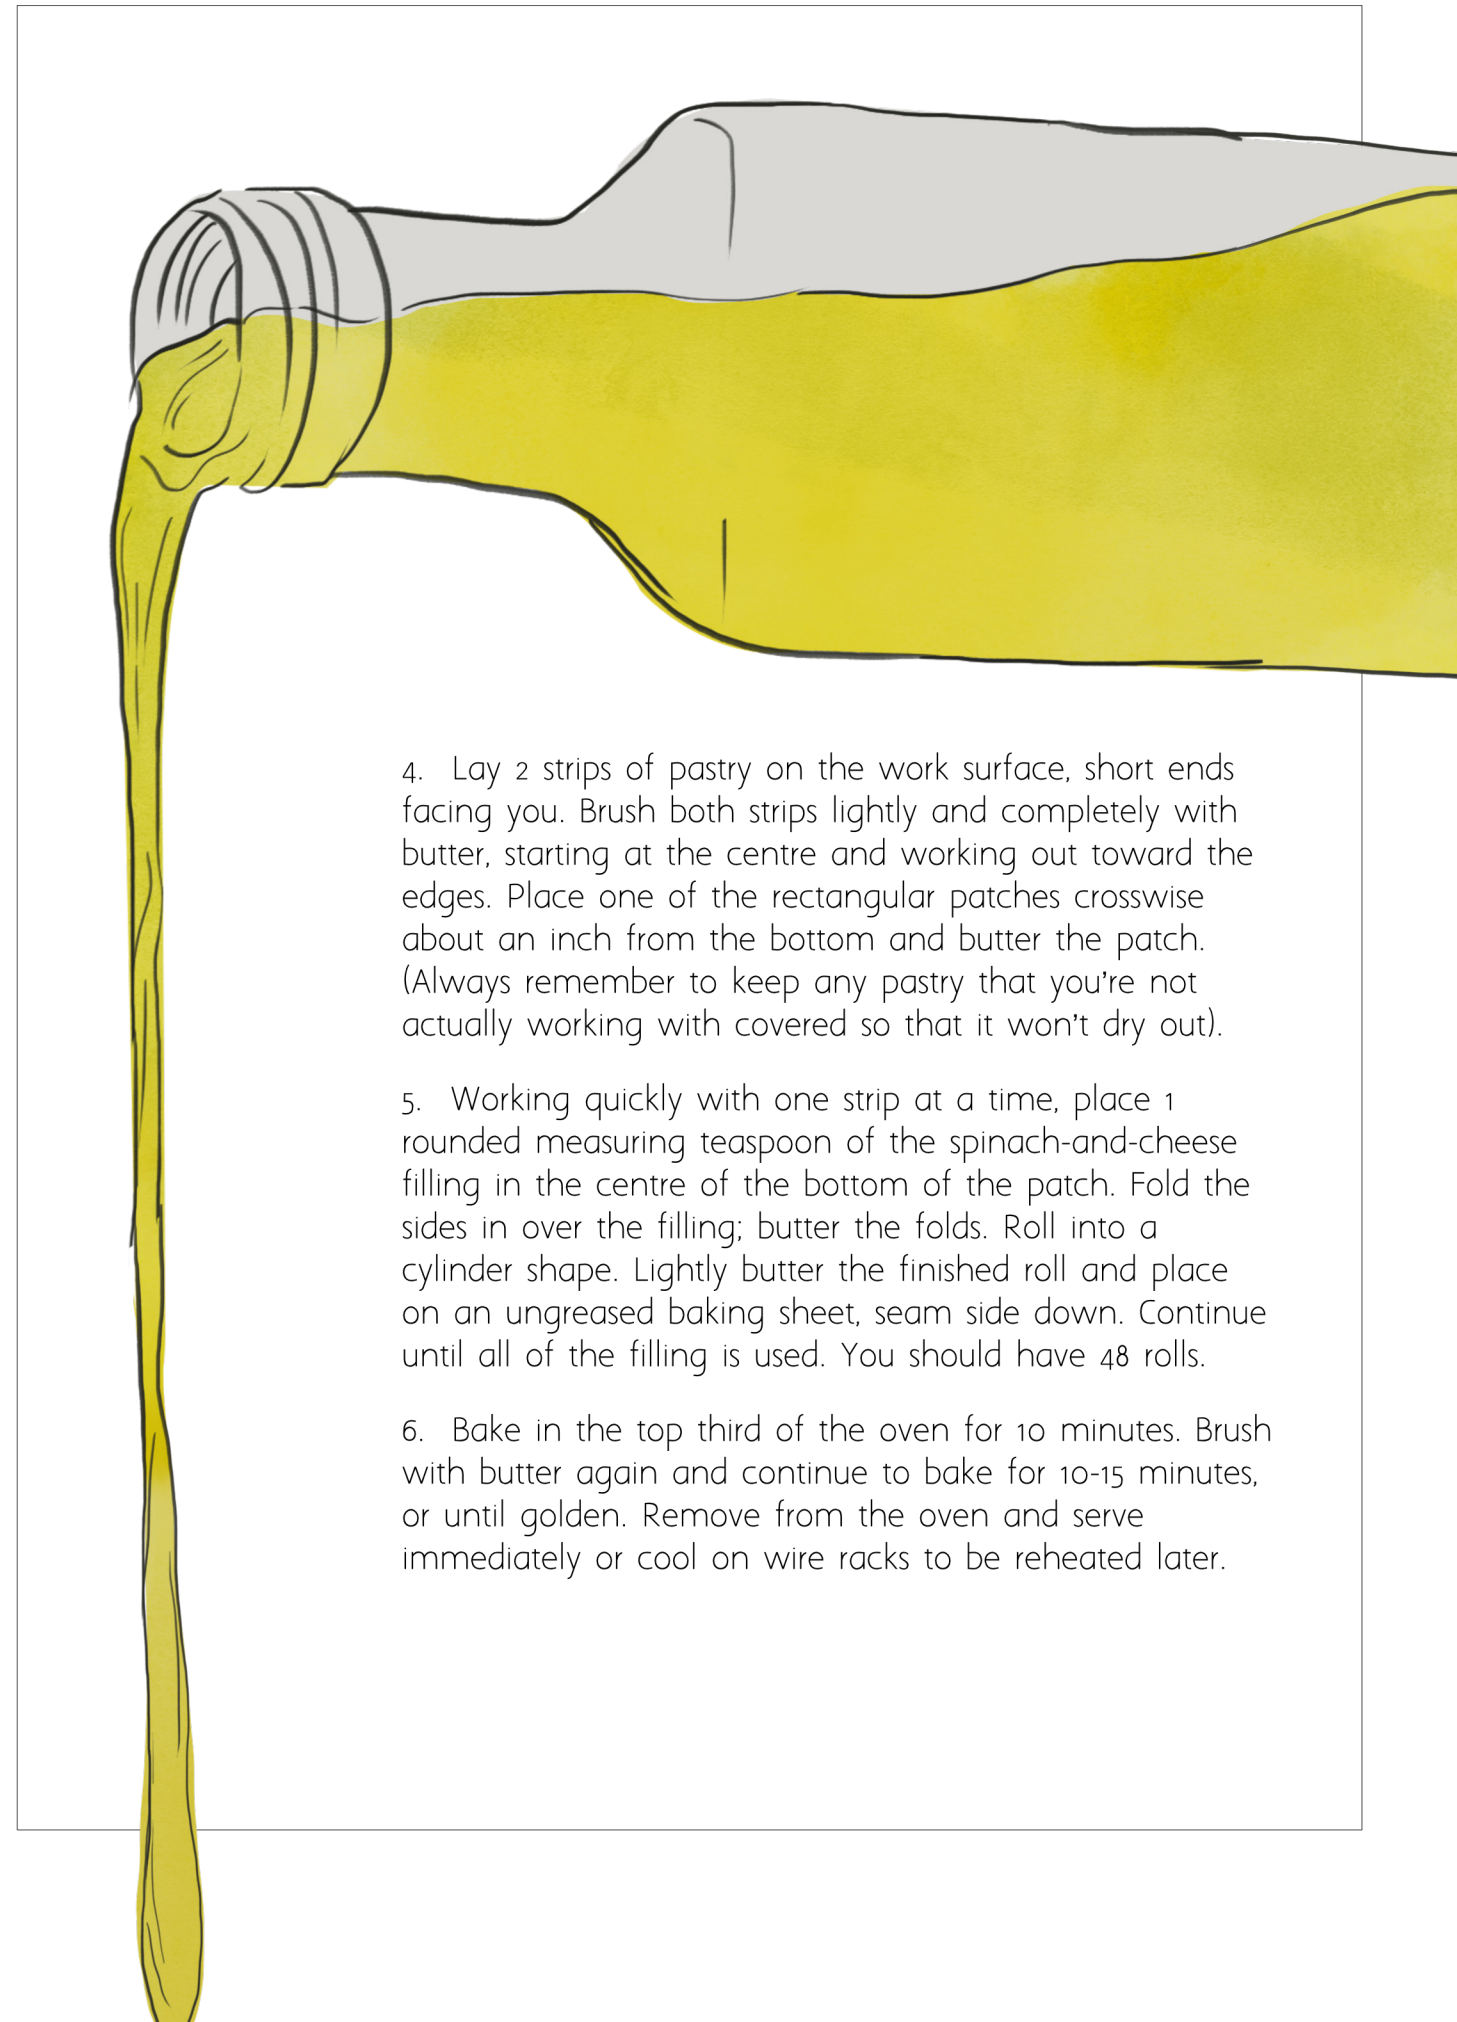 4. Lay 2 strips of pastry on the work surface, short ends
facing you. Brush both strips lightly and completely with
butter, starting at the centre and working out toward the
edges. Place one of the rectangular patches crosswise
about an inch from the bottom and butter the patch.
(Always remember to keep any pastry that you're not
actually working with covered so that it won't dry out).
5. Working quickly with one strip at a time, place 1
rounded measuring teaspoon of the spinach-and-cheese
filling in the centre of the bottom of the patch. Fold the
sides in over the filling; butter the folds. Roll into a
cylinder shape. Lightly butter the finished roll and place
on an ungreased baking sheet, seam side down. Continue
until all of the filling is used. You should have 48 rolls.
6. Bake in the top third of the oven for 10 minutes. Brush
with butter again and continue to bake for 10-15 minutes,
or until golden. Remove from the oven and serve
immediately or cool on wire racks to be reheated later.